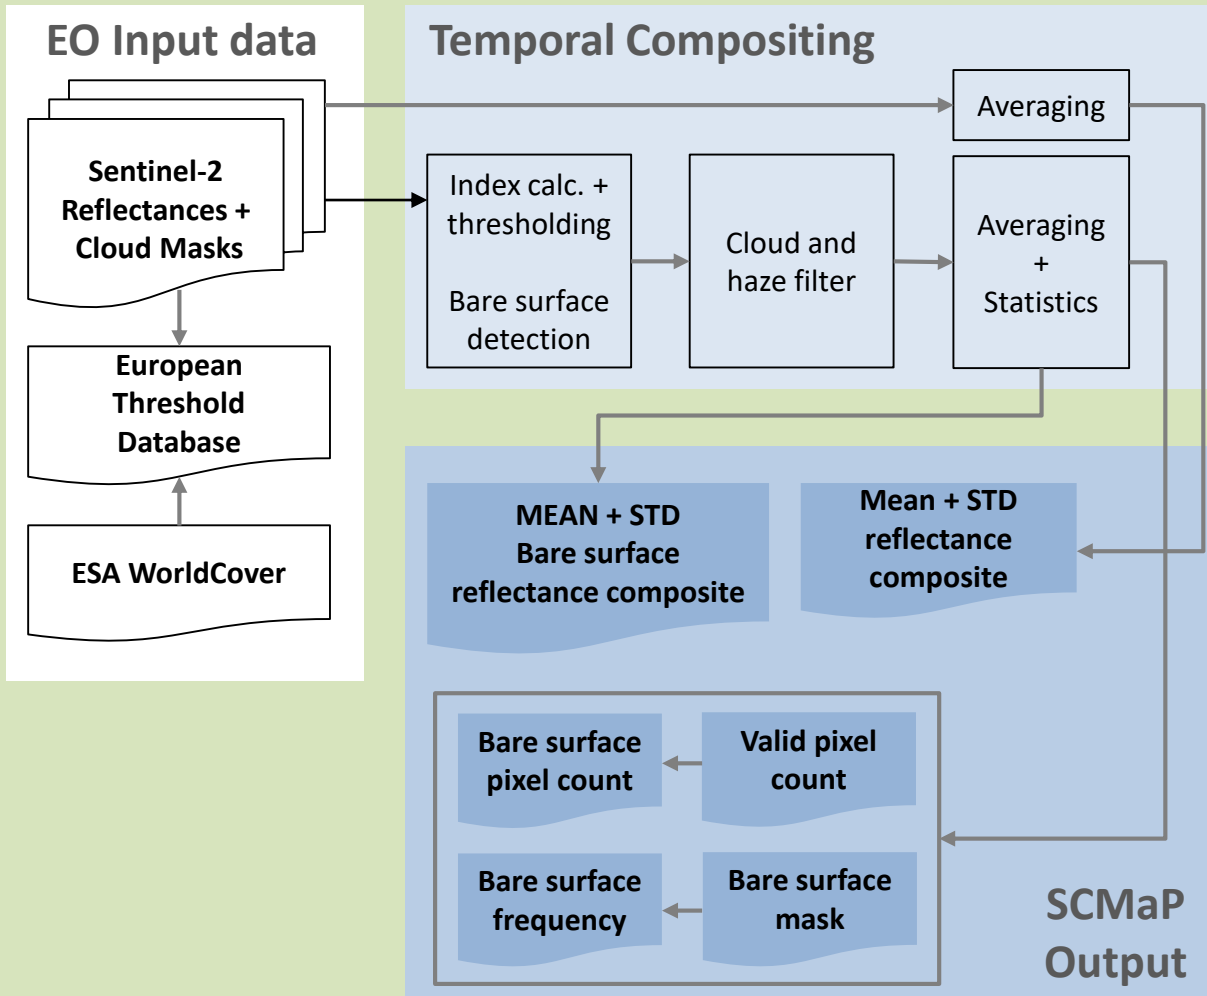 EO Input data
Sentinel-2
Reflectances +
Cloud Masks
European
Threshold
Database
ESA WorldCover
Temporal Compositing
Averaging
Index calc. +
thresholding
Bare surface
detection
Cloud and
haze filter
Averaging
+
Statistics
MEAN + STD
Bare surface
reflectance composite
Mean + STD
reflectance
composite
Bare surface
pixel count
Valid pixel
count
Bare surface
frequency
Bare surface
mask
SCMaP
Output